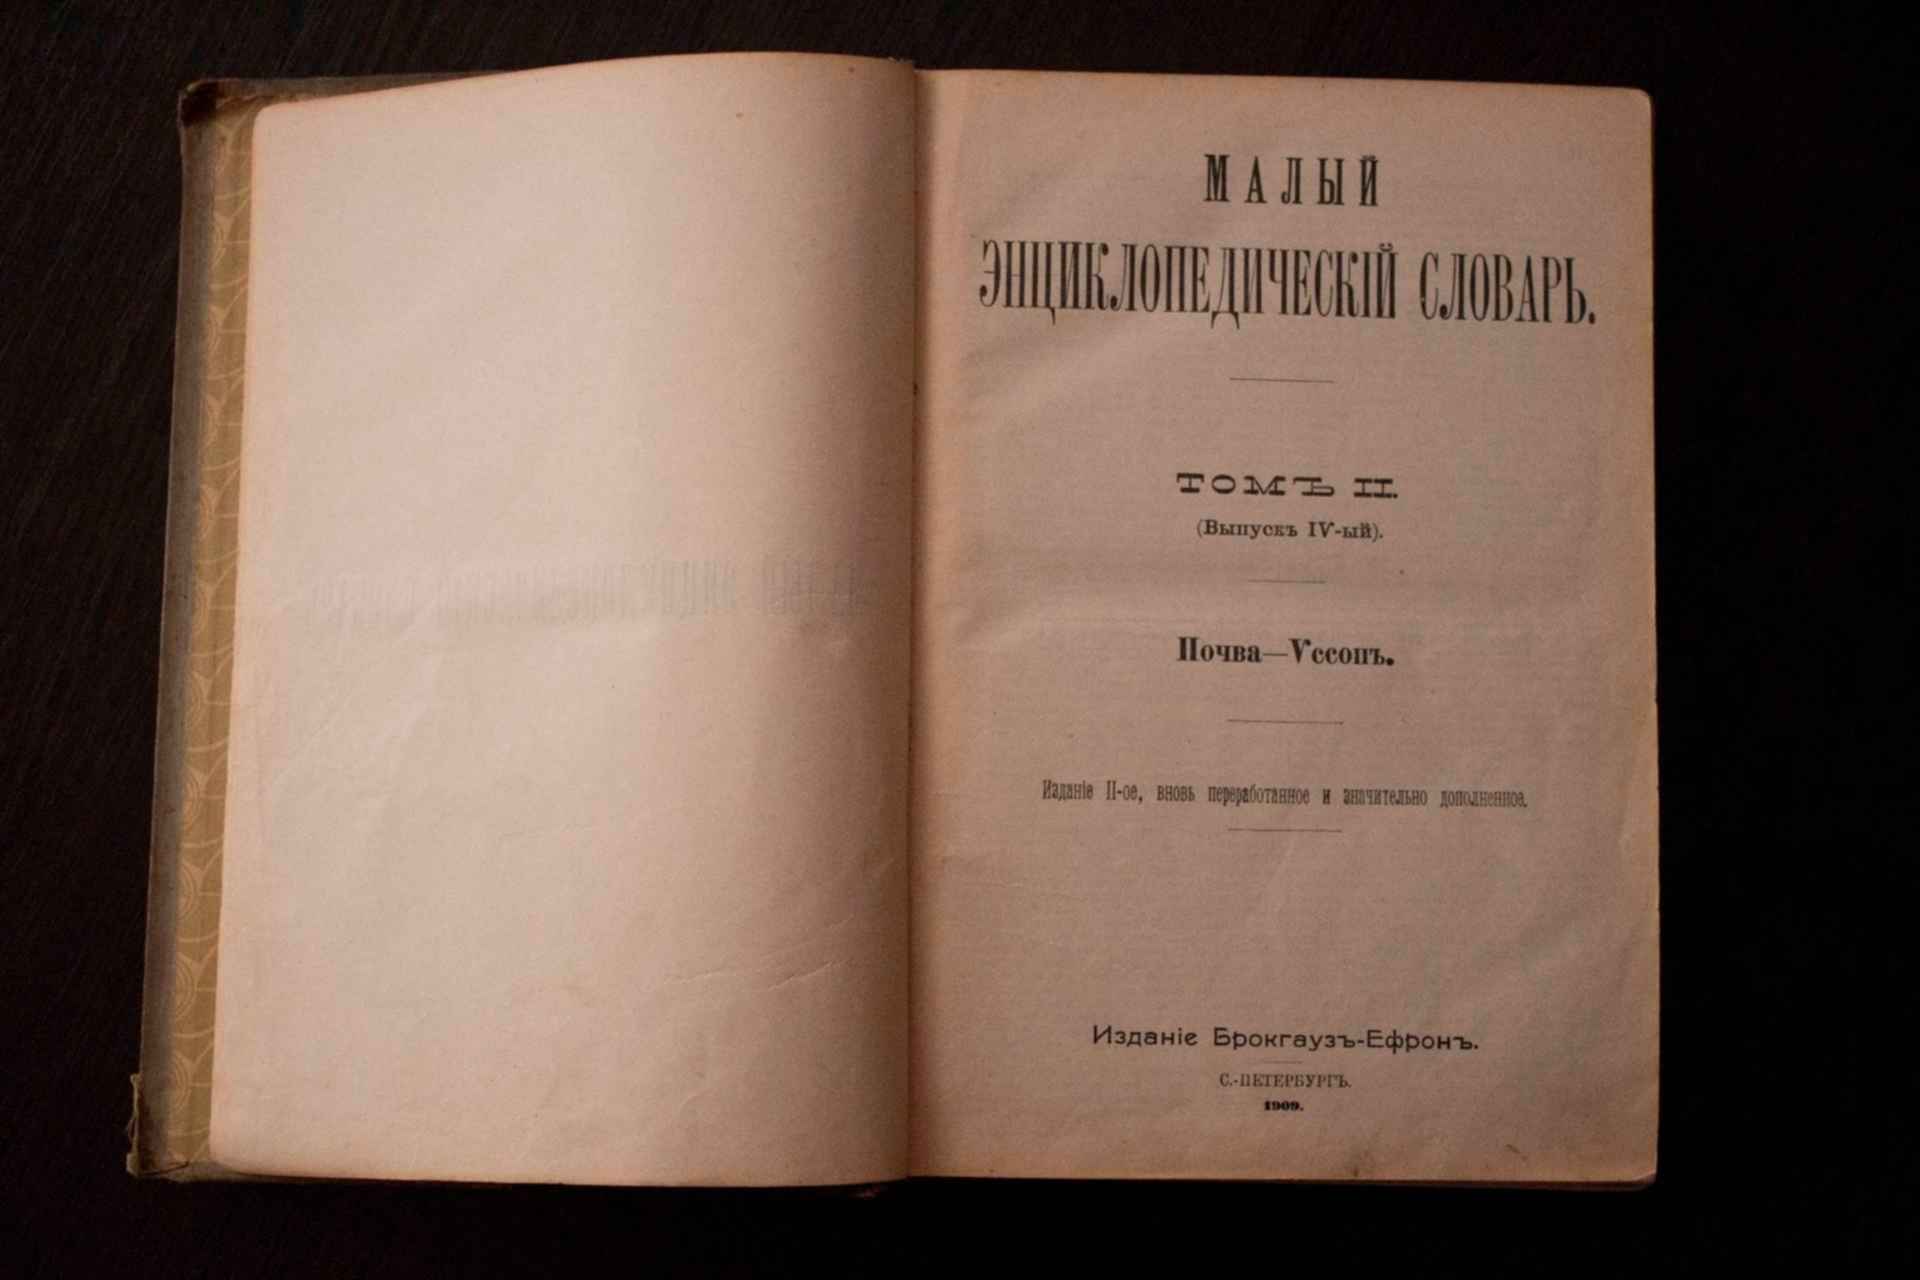 МАЛЫЙ
ЭНЦИКЛОПЕДИЧЕСКІЙ СЛОВАРЬ.
ТОМЪ II.
(Выпускъ IV-ый).
Почва—Ѵссопъ.
Изданіе II-ое, вновь переработанное и значительно дополненное.
Изданіе Брокгаузъ-Ефронъ.
С.-ПЕТЕРБУРГЪ.
1909.